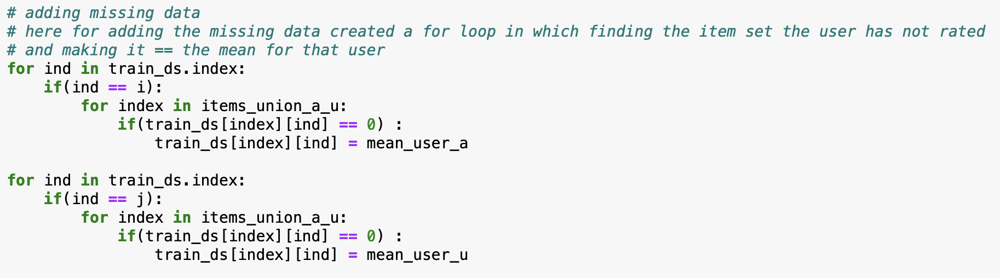 # adding missing data
# here for adding the missing data created a for loop in which finding the item set the user has not rated
# and making it == the mean for that user
for ind in train_ds.index:
    if(ind == i):
        for index in items_union_a_u:
            if(train_ds[index][ind] == 0) :
                train_ds[index][ind] = mean_user_a

for ind in train_ds.index:
    if(ind == j):
        for index in items_union_a_u:
            if(train_ds[index][ind] == 0) :
                train_ds[index][ind] = mean_user_u